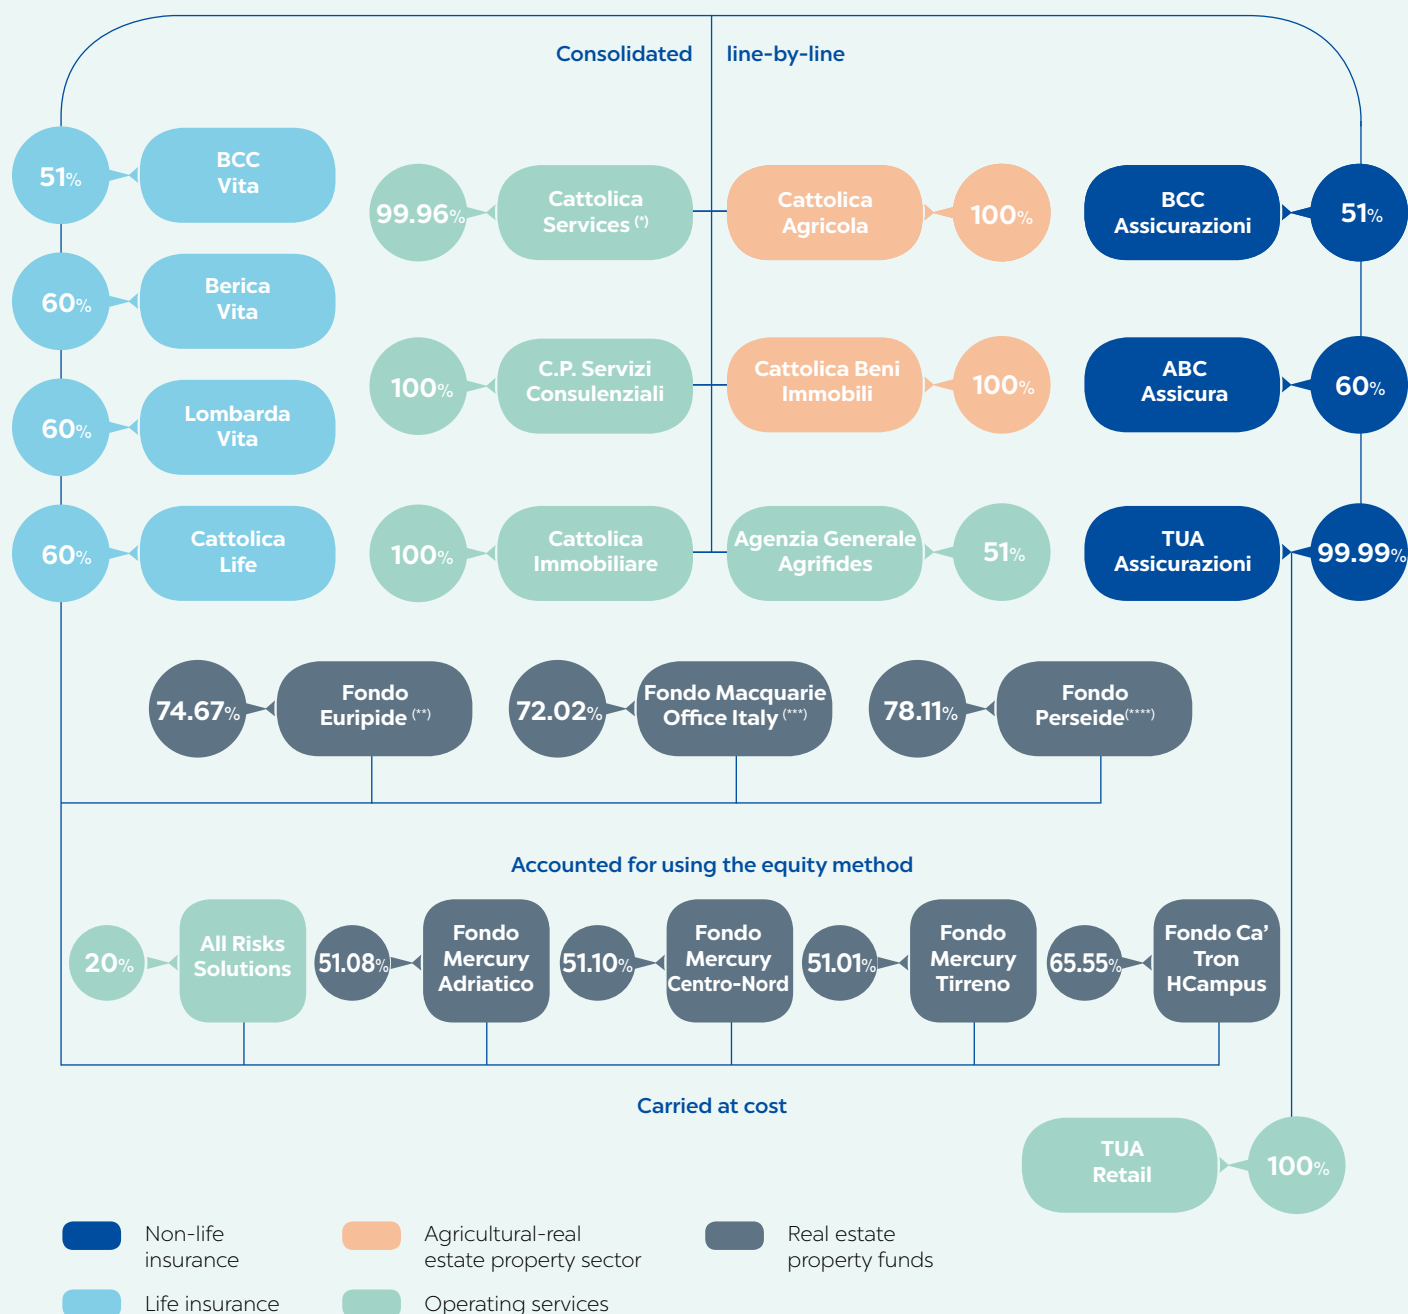 Consolidated line-by-line
51%
BCC
Vita
60%
Berica
Vita
60%
Lombarda
Vita
60%
Cattolica
Life
99.96%
Cattolica
Services (*)
Cattolica
Agricola
100%
100%
C.P. Servizi
Consulenziali
Cattolica Beni
Immobili
100%
100%
Cattolica
Immobiliare
Agenzia Generale
Agrifides
51%
BCC
Assicurazioni
51%
ABC
Assicura
60%
TUA
Assicurazioni
99.99%
74.67%
Fondo
Euripide (**)
72.02%
Fondo Macquarie
Office Italy (***)
78.11%
Fondo
Perseide(****)
Accounted for using the equity method
20%
All Risks
Solutions
51.08%
Fondo
Mercury
Adriatico
51.10%
Fondo
Mercury
Centro-Nord
51.01%
Fondo
Mercury
Tirreno
65.55%
Fondo Ca’
Tron
HCampus
Carried at cost
TUA
Retail
100%
Non-life
insurance
Agricultural-real
estate property sector
Real estate
property funds
Life insurance
Operating services